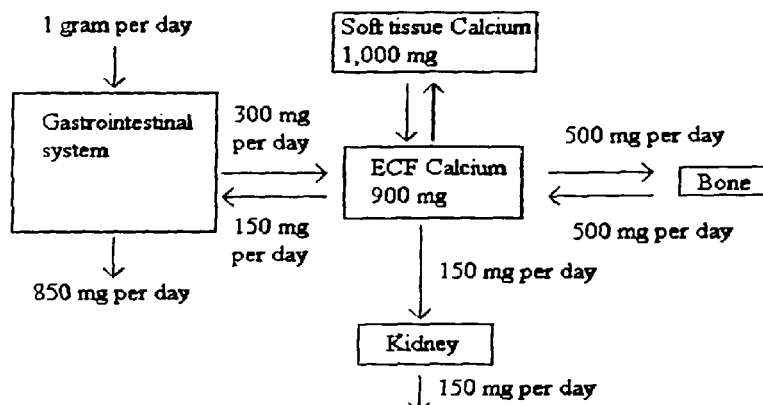 1 gram per day
Soft tissue Calcium
1,000 mg
Gastrointestinal
system
300 mg
per day
ECF Calcium
900 mg
500 mg per day
Bone
150 mg
per day
500 mg per day
850 mg per day
150 mg per day
Kidney
150 mg per day